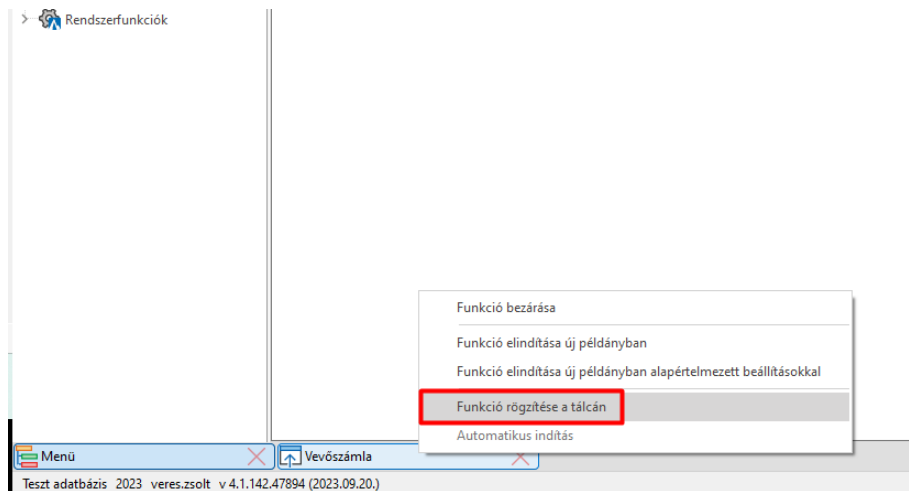 Rendszerfunkciók
Funkció bezárása
Funkció elindítása új példányban
Funkció elindítása új példányban alapértelmezett beállításokkal
Funkció rögzítése a tálcán
Automatikus indítás
Menü
Vevőszámla
Teszt adatbázis 2023 veres.zsolt v 4.1.142.47894 (2023.09.20.)